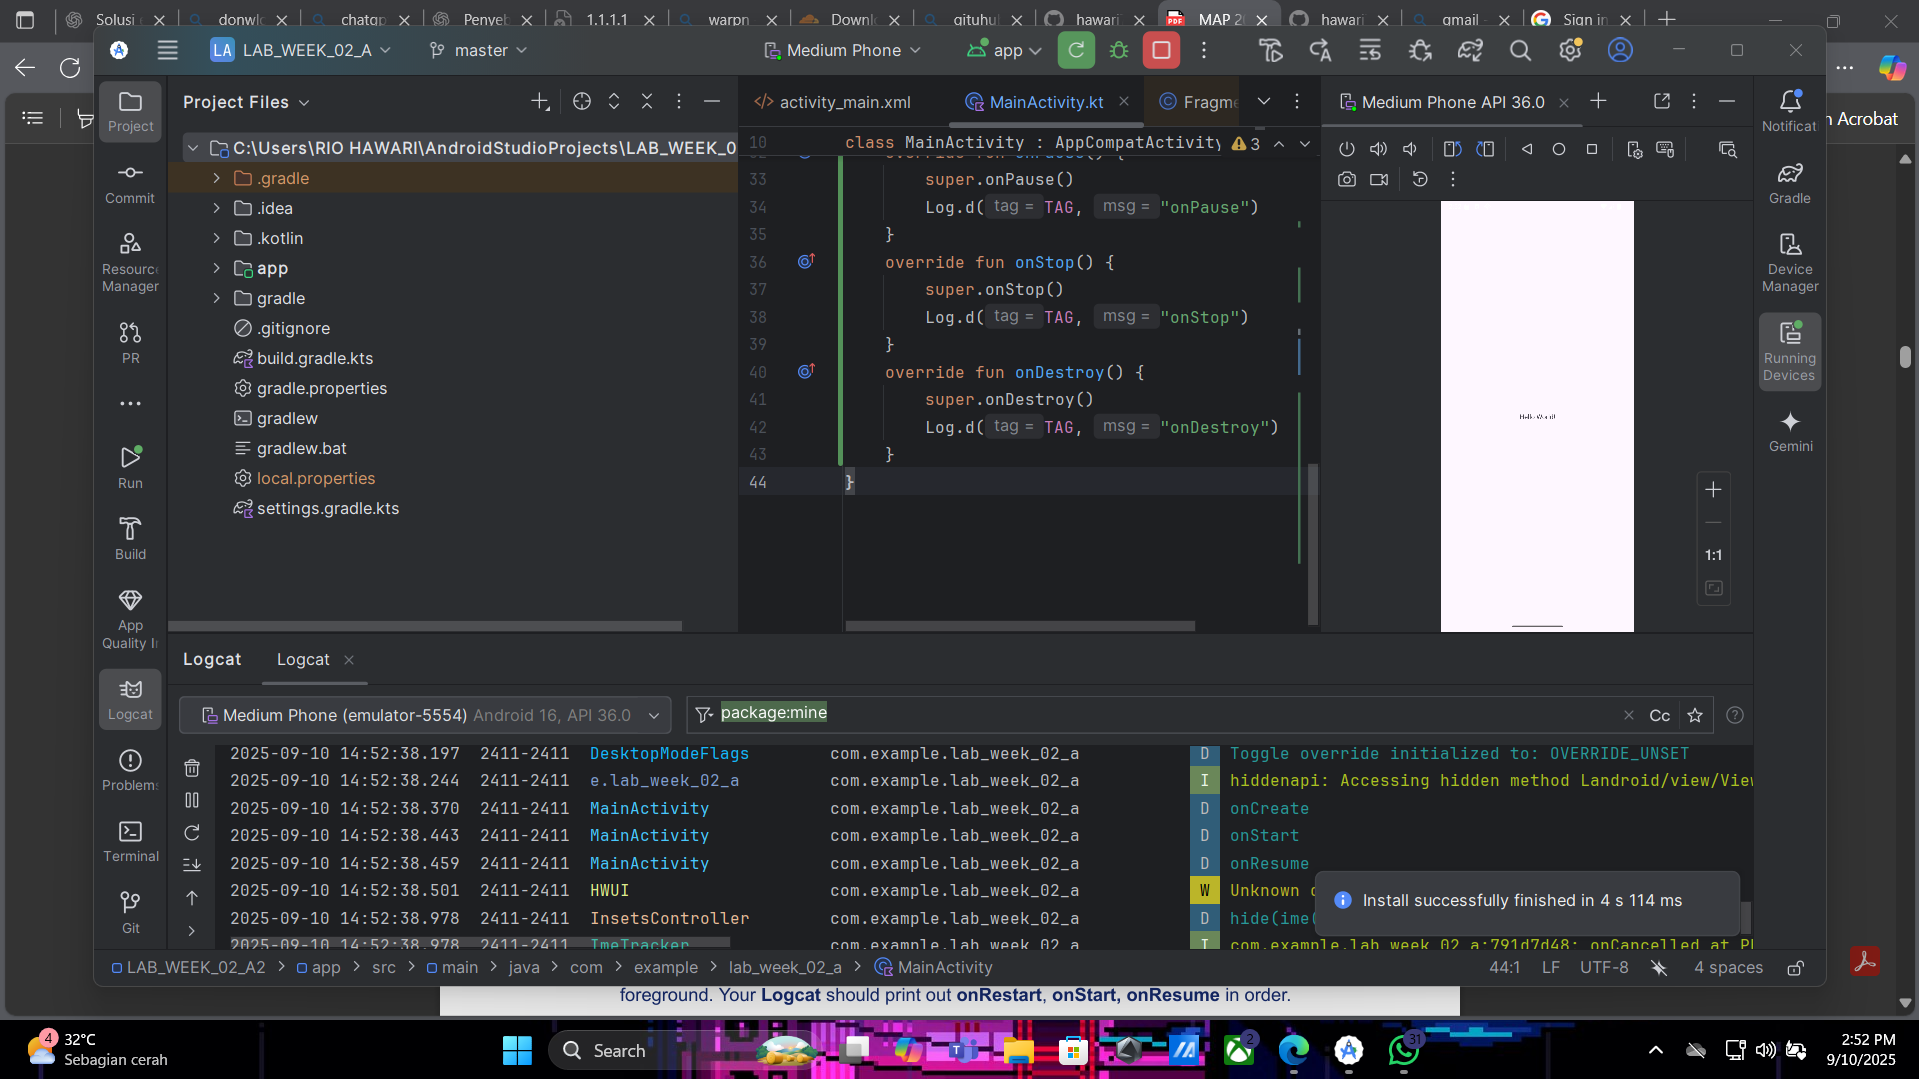 Solusi
donwlo
chatgp
Penyeb
1.1.1.1
warpn
Downl
gituhul
hawari
MAP 2
hawari
gmail -
Sign in
LA LAB_WEEK_02_A
master
Medium Phone
app
Project
Project Files
activity_main.xml
MainActivity.kt
Fragme
Medium Phone API 36.0
Notificat
n Acrobat
C:\Users\RIO HAWARI\AndroidStudioProjects\LAB_WEEK_0
.gradle
.idea
.kotlin
app
gradle
.gitignore
build.gradle.kts
gradle.properties
gradlew
gradlew.bat
local.properties
settings.gradle.kts
Commit
Resource
Manager
PR
Run
Build
App
Quality I
Logcat
Problems
Terminal
Git
10 class MainActivity : AppCompatActivity 3
override fun onPause() {
33 super.onPause()
34 Log.d( tag = TAG, msg = "onPause")
35 }
36 override fun onStop() {
37 super.onStop()
38 Log.d( tag = TAG, msg = "onStop")
39 }
40 override fun onDestroy() {
41 super.onDestroy()
42 Log.d( tag = TAG, msg = "onDestroy")
43 }
44 }
Hello World!
1:1
Gradle
Device
Manager
Running
Devices
Gemini
Logcat
Logcat
Medium Phone (emulator-5554) Android 16, API 36.0
package:mine
Cc
2025-09-10 14:52:38.197 2411-2411 DesktopModeFlags com.example.lab_week_02_a D Toggle override initialized to: OVERRIDE_UNSET
2025-09-10 14:52:38.244 2411-2411 e.lab_week_02_a com.example.lab_week_02_a I hiddenapi: Accessing hidden method Landroid/view/View
2025-09-10 14:52:38.370 2411-2411 MainActivity com.example.lab_week_02_a D onCreate
2025-09-10 14:52:38.443 2411-2411 MainActivity com.example.lab_week_02_a D onStart
2025-09-10 14:52:38.459 2411-2411 MainActivity com.example.lab_week_02_a D onResume
2025-09-10 14:52:38.501 2411-2411 HWUI com.example.lab_week_02_a W Unknown
2025-09-10 14:52:38.978 2411-2411 InsetsController com.example.lab_week_02_a D hide(ime(
2025-09-10 14:52:38.978 2411-2411 ImeTracker com.example.lab_week_02_a I com.example.lab_week_02_a:791d7d48: onCancelled at P
Install successfully finished in 4 s 114 ms
LAB_WEEK_02_A2 > app > src > main > java > com > example > lab_week_02_a > MainActivity
44:1 LF UTF-8 4 spaces
foreground. Your Logcat should print out onRestart, onStart, onResume in order.
4
32°C
Sebagian cerah
Search
2
31
2:52 PM
9/10/2025